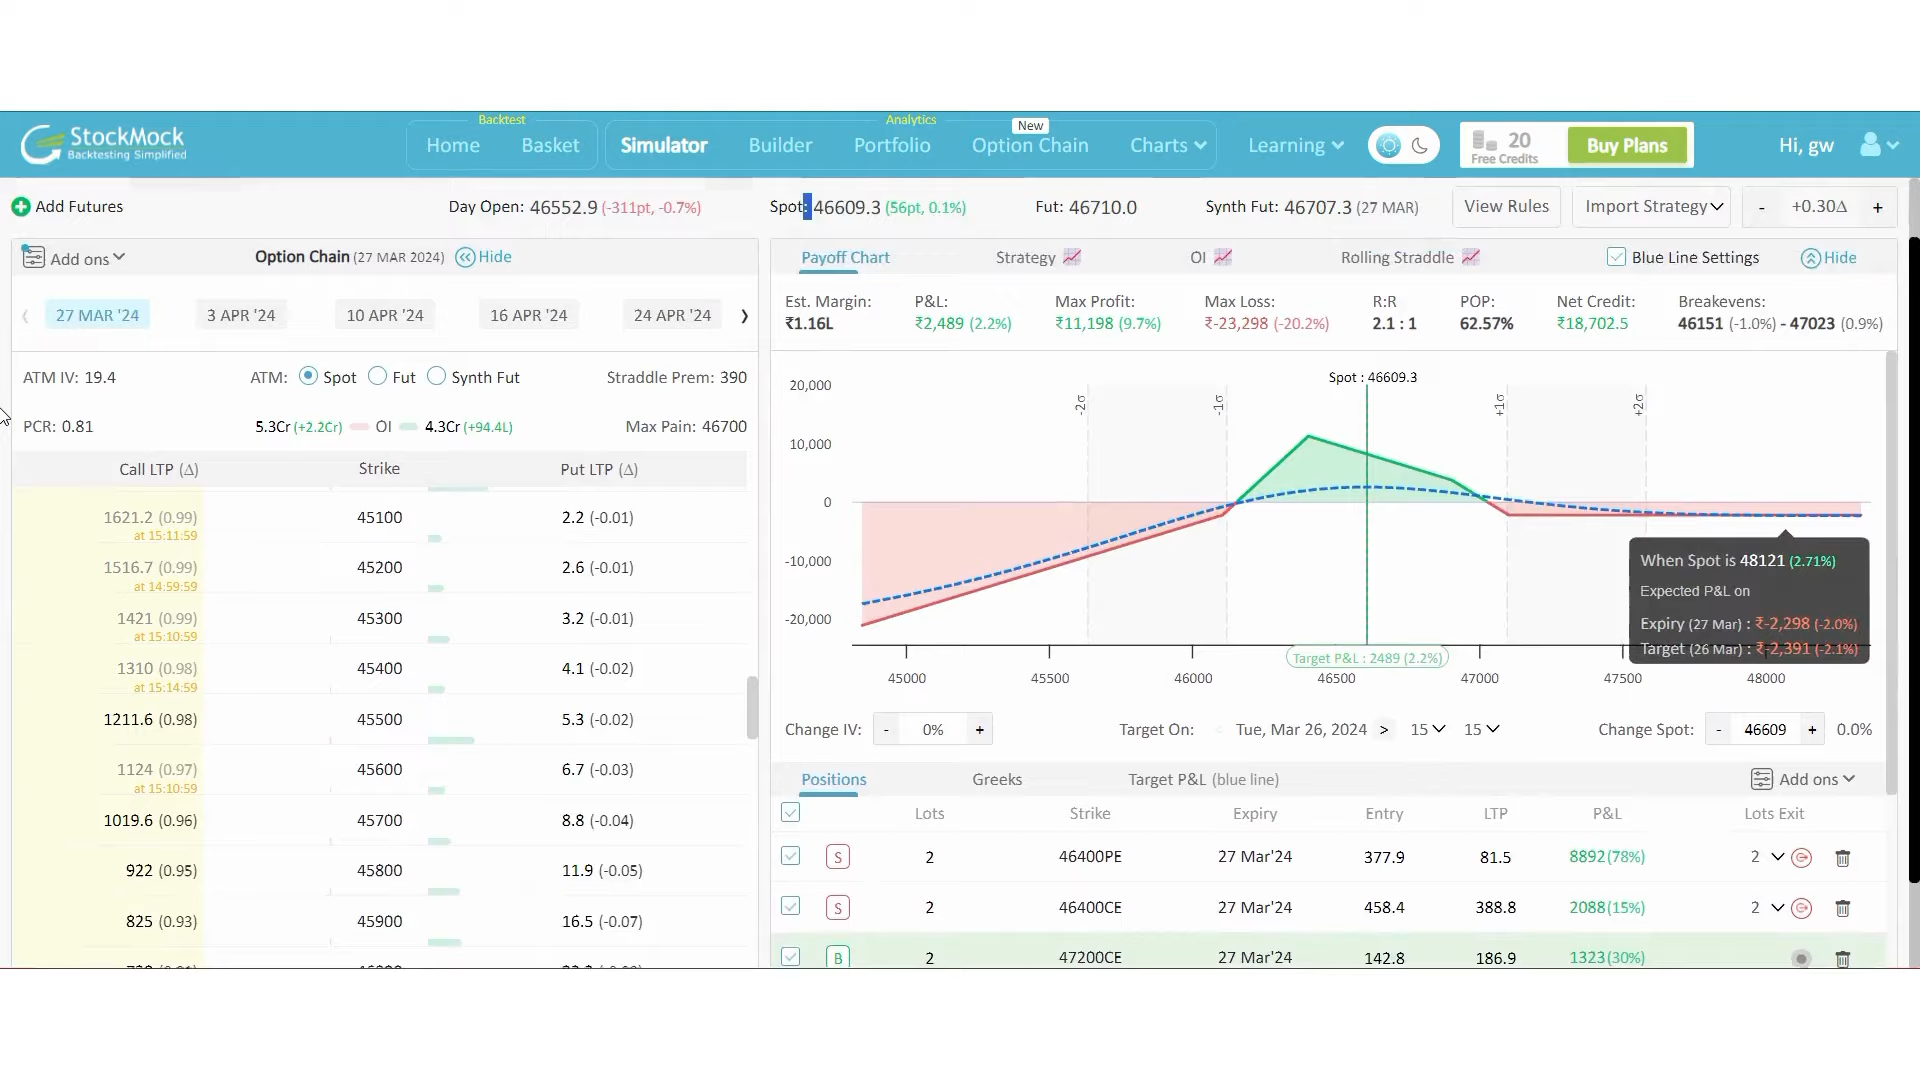 Backtest
Analytics
New
StockMock
Backtesting Simplified
Home Basket Simulator Builder Portfolio Option Chain Charts Learning 20 Free Credits Buy Plans Hi, gw
Add Futures Day Open: 46552.9 (-311pt, -0.7%) Spot: 46609.3 (56pt, 0.1%) Fut: 46710.0 Synth Fut: 46707.3 (27 MAR) View Rules Import Strategy - +0.30Δ +
Add ons Option Chain (27 MAR 2024) Hide
27 MAR '24 3 APR '24 10 APR '24 16 APR '24 24 APR '24
ATM IV: 19.4 ATM: Spot Fut Synth Fut Straddle Prem: 390
PCR: 0.81 5.3Cr (+2.2Cr) OI 4.3Cr (+94.4L) Max Pain: 46700
Call LTP (Δ) Strike Put LTP (Δ)
1621.2 (0.99) 45100 2.2 (-0.01)
at 15:11:59
1516.7 (0.99) 45200 2.6 (-0.01)
at 14:59:59
1421 (0.99) 45300 3.2 (-0.01)
at 15:10:59
1310 (0.98) 45400 4.1 (-0.02)
at 15:14:59
1211.6 (0.98) 45500 5.3 (-0.02)
1124 (0.97) 45600 6.7 (-0.03)
at 15:10:59
1019.6 (0.96) 45700 8.8 (-0.04)
922 (0.95) 45800 11.9 (-0.05)
825 (0.93) 45900 16.5 (-0.07)
Payoff Chart Strategy OI Rolling Straddle Blue Line Settings Hide
Est. Margin: P&L: Max Profit: Max Loss: R:R POP: Net Credit: Breakevens:
₹1.16L ₹2,489 (2.2%) ₹11,198 (9.7%) ₹-23,298 (-20.2%) 2.1 : 1 62.57% ₹18,702.5 46151 (-1.0%) - 47023 (0.9%)
Spot : 46609.3
20,000
10,000
0
-10,000
-20,000
-2σ -1σ +1σ +2σ
When Spot is 48121 (2.71%)
Expected P&L on
Expiry (27 Mar) : ₹-2,298 (-2.0%)
Target (26 Mar) : ₹-2,391 (-2.1%)
Target P&L : 2489 (2.2%)
45000 45500 46000 46500 47000 47500 48000
Change IV: - 0% + Target On: Tue, Mar 26, 2024 > 15 15 Change Spot: - 46609 + 0.0%
Positions Greeks Target P&L (blue line) Add ons
Lots Strike Expiry Entry LTP P&L Lots Exit
S 2 46400PE 27 Mar'24 377.9 81.5 8892(78%) 2
S 2 46400CE 27 Mar'24 458.4 388.8 2088(15%) 2
B 2 47200CE 27 Mar'24 142.8 186.9 1323(30%)